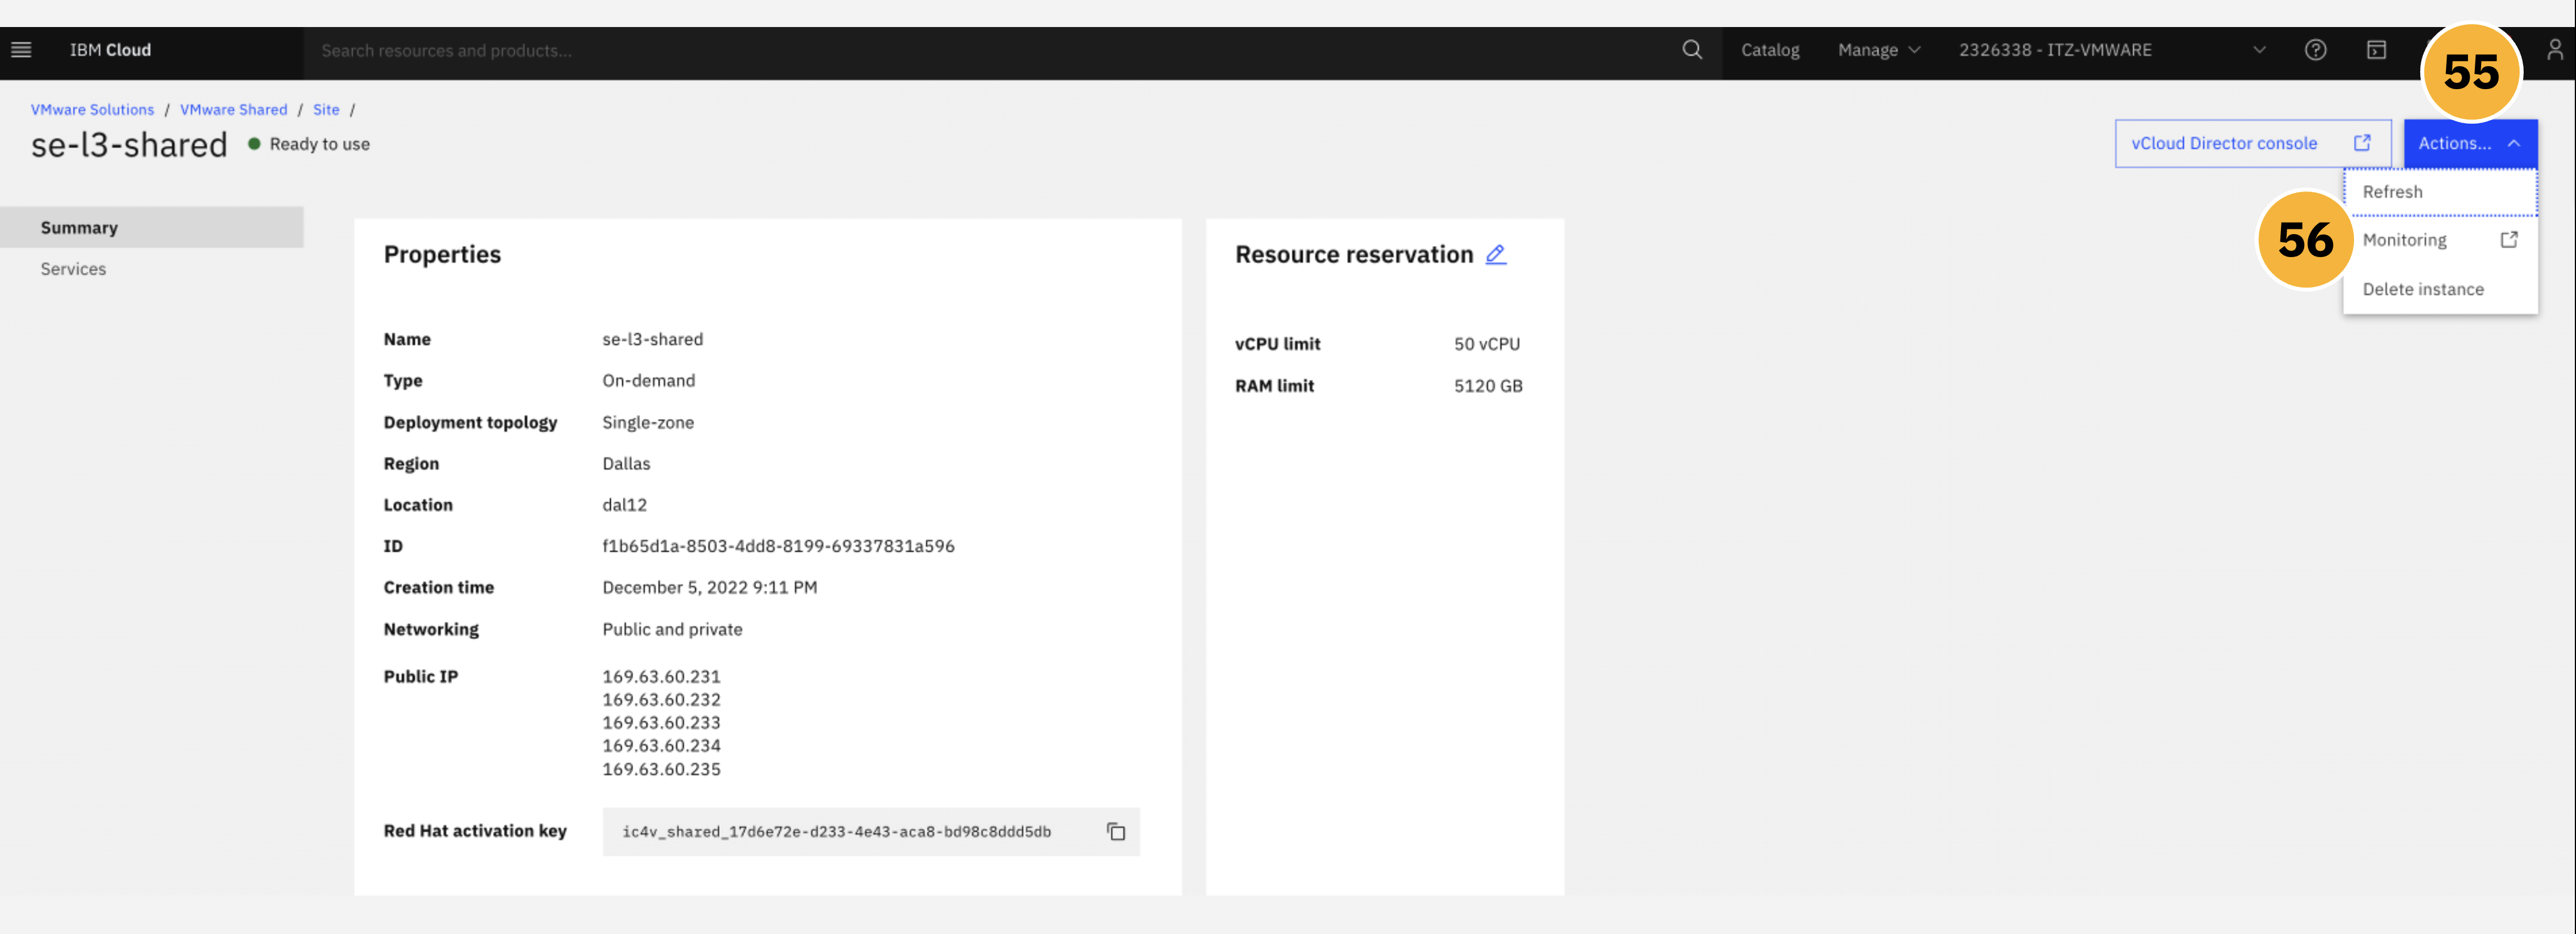 IBM Cloud
Search resources and products...
Catalog
Manage
2326338 - ITZ-VMWARE
55
VMware Solutions / VMware Shared / Site /
se-l3-shared
Ready to use
vCloud Director console
Actions...
Refresh
56
Monitoring
Delete instance
Summary
Services
Properties
Name se-l3-shared
Type On-demand
Deployment topology Single-zone
Region Dallas
Location dal12
ID f1b65d1a-8503-4dd8-8199-69337831a596
Creation time December 5, 2022 9:11 PM
Networking Public and private
Public IP 169.63.60.231
169.63.60.232
169.63.60.233
169.63.60.234
169.63.60.235
Red Hat activation key ic4v_shared_17d6e72e-d233-4e43-aca8-bd98c8ddd5db
Resource reservation
vCPU limit 50 vCPU
RAM limit 5120 GB